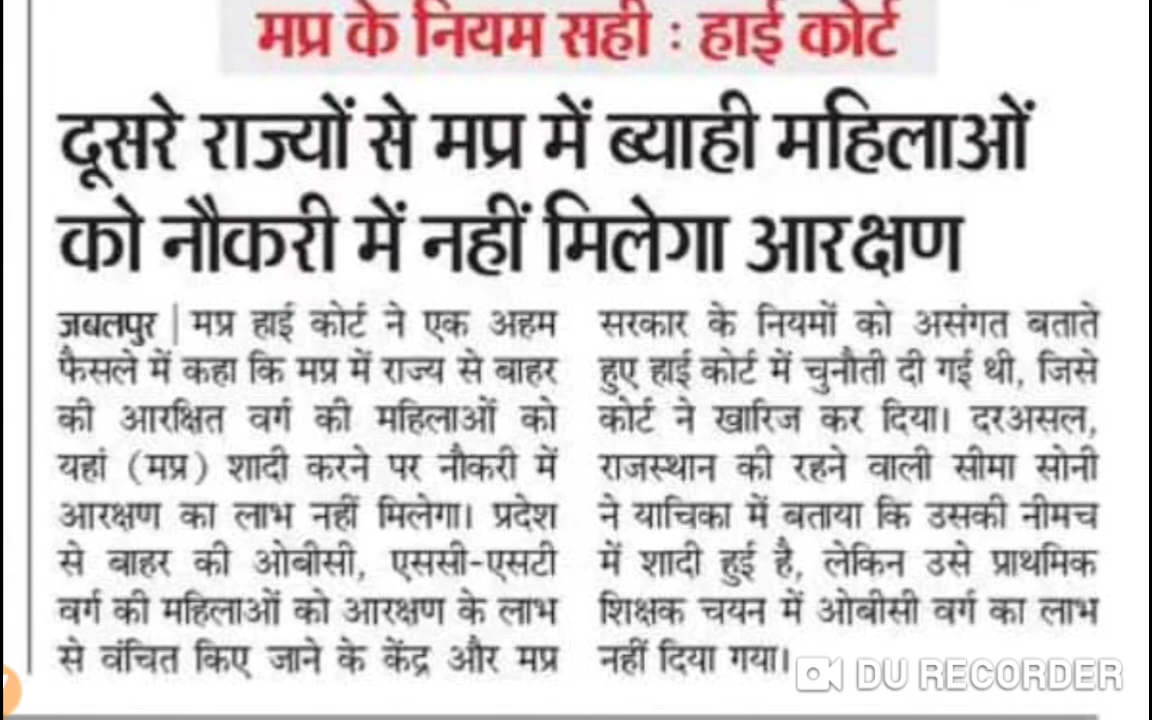 मप्र के नियम सही : हाई कोर्ट
दूसरे राज्यों से मप्र में ब्याही महिलाओं
को नौकरी में नहीं मिलेगा आरक्षण
जबलपुर | मप्र हाई कोर्ट ने एक अहम
फैसले में कहा कि मप्र में राज्य से बाहर
की आरक्षित वर्ग की महिलाओं को
यहां (मप्र) शादी करने पर नौकरी में
आरक्षण का लाभ नहीं मिलेगा। प्रदेश
से बाहर की ओबीसी, एससी-एसटी
वर्ग की महिलाओं को आरक्षण के लाभ
से वंचित किए जाने के केंद्र और मप्र
सरकार के नियमों को असंगत बताते
हुए हाई कोर्ट में चुनौती दी गई थी, जिसे
कोर्ट ने खारिज कर दिया। दरअसल,
राजस्थान की रहने वाली सीमा सोनी
ने याचिका में बताया कि उसकी नीमच
में शादी हुई है, लेकिन उसे प्राथमिक
शिक्षक चयन में ओबीसी वर्ग का लाभ
नहीं दिया गया।
DU RECORDER